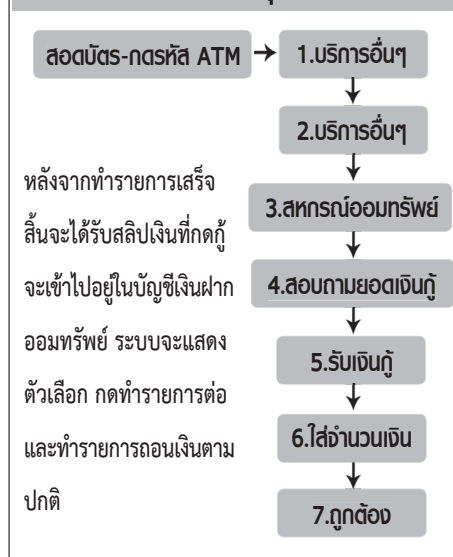 สอดบัตร-กดรหัส ATM
1.บริการอื่นๆ
2.บริการอื่นๆ
3.สหกรณ์ออมทรัพย์
4.สอบถามยอดเงินกู้
5.รับเงินกู้
6.ใส่จำนวนเงิน
7.ถูกต้อง
หลังจากทำรายการเสร็จ
สิ้นจะได้รับสลิปเงินที่กดกู้
จะเข้าไปอยู่ในบัญชีเงินฝาก
ออมทรัพย์ ระบบจะแสดง
ตัวเลือก กดทำรายการต่อ
และทำรายการถอนเงินตาม
ปกติ